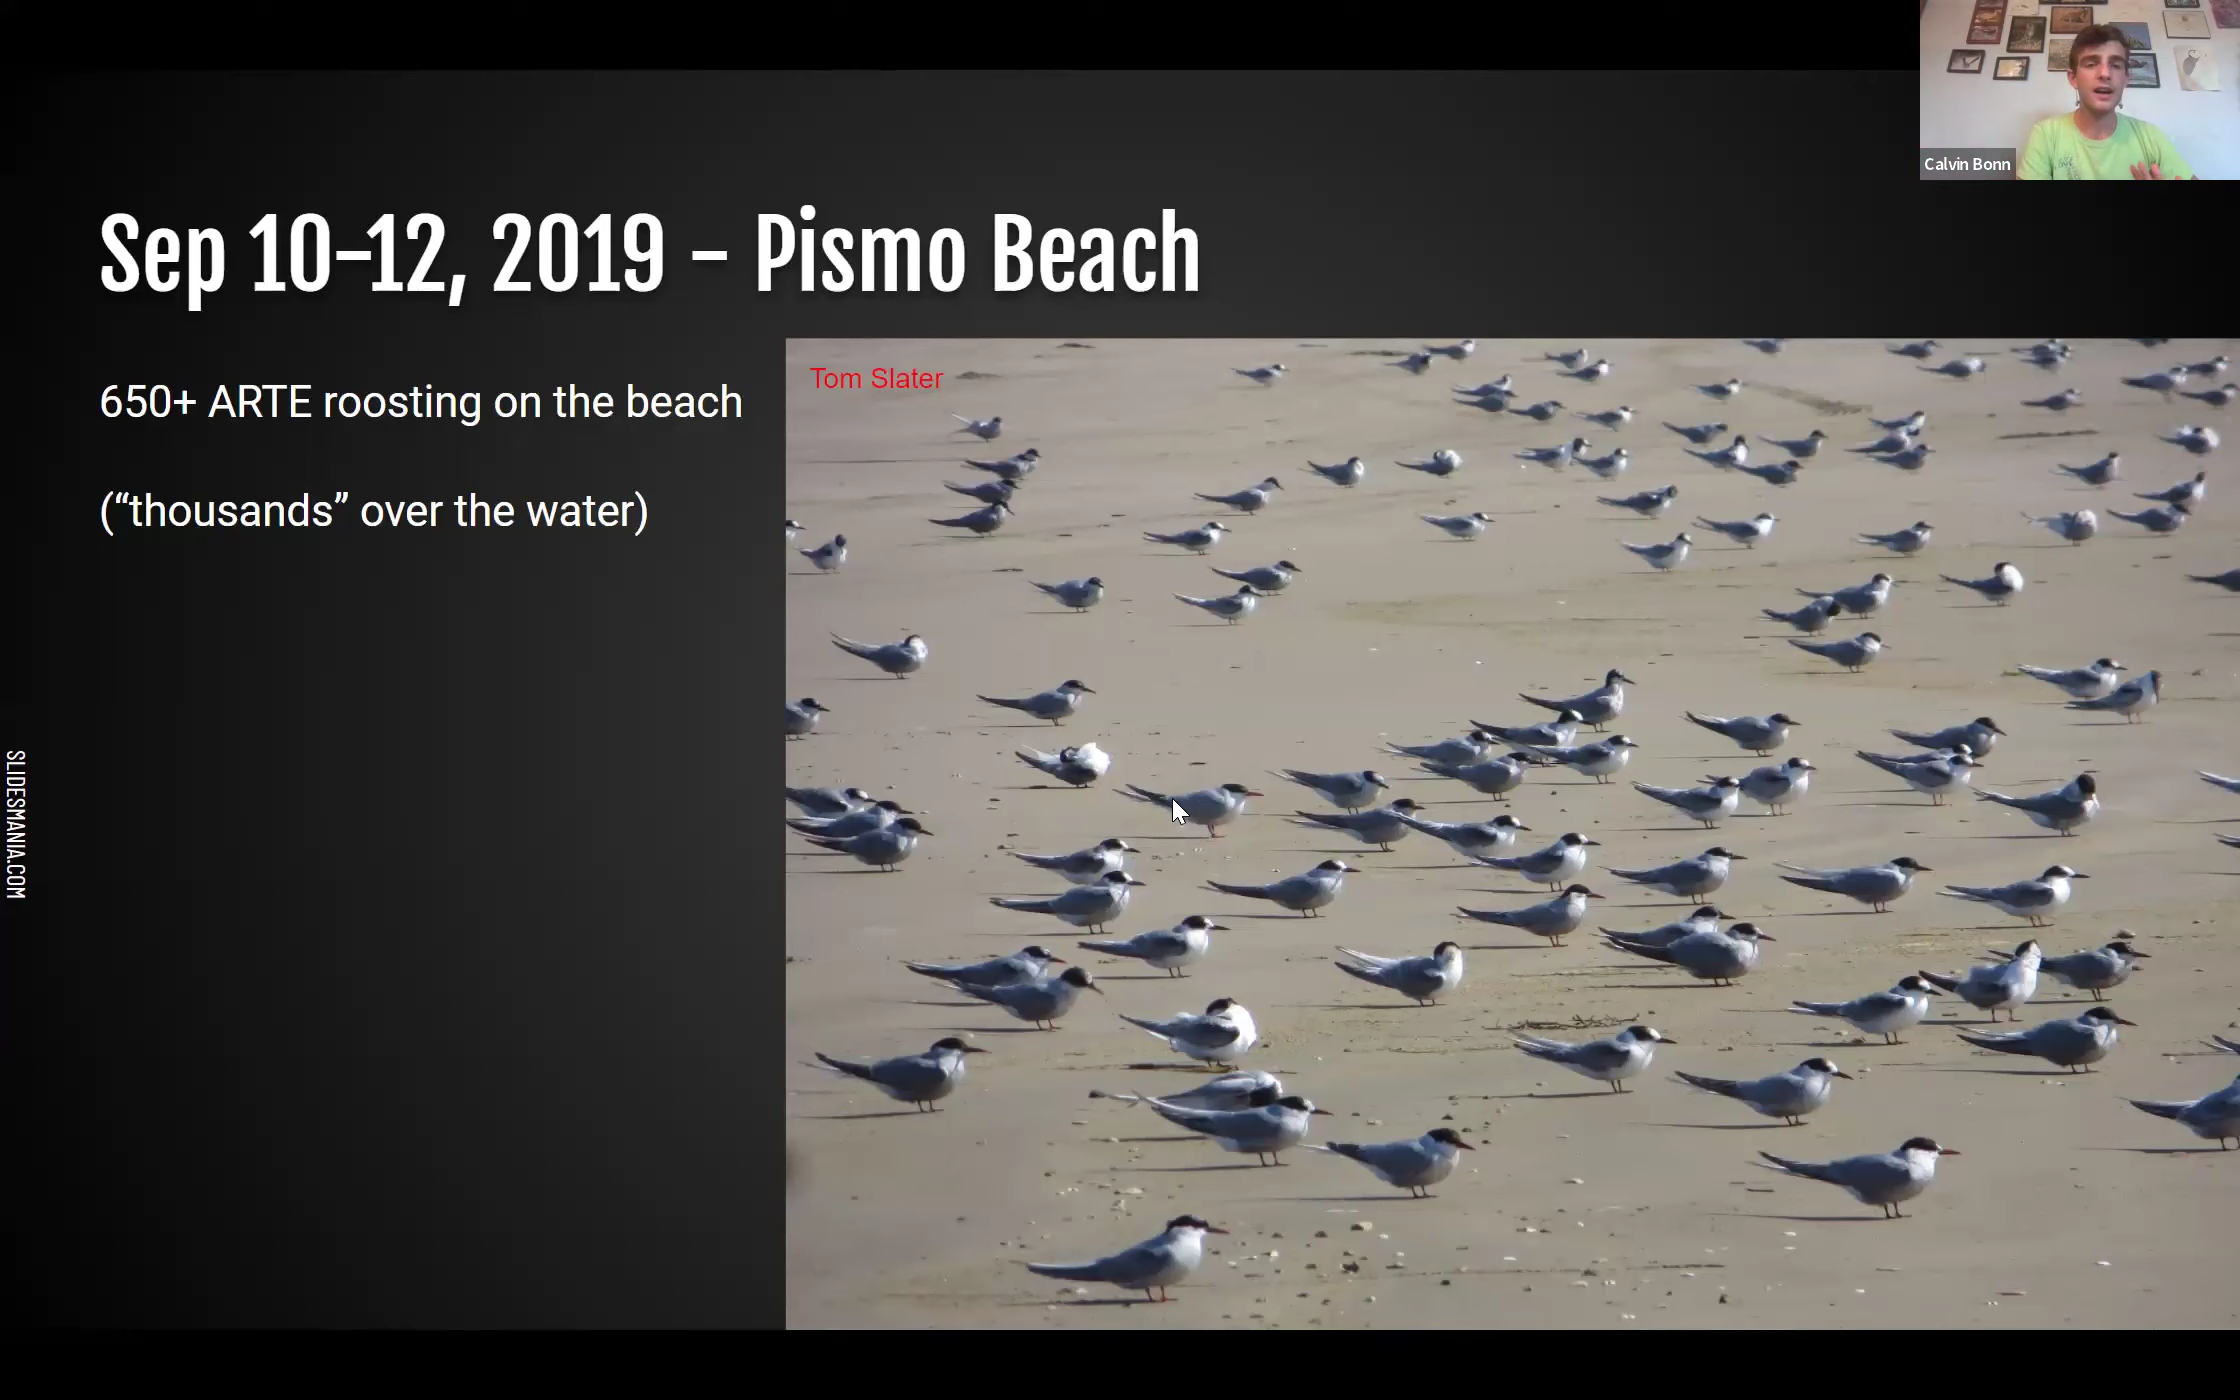 Calvin Bonn
Sep 10-12, 2019 - Pismo Beach
650+ ARTE roosting on the beach
(“thousands” over the water)
Tom Slater
SLIDESMANIA.COM